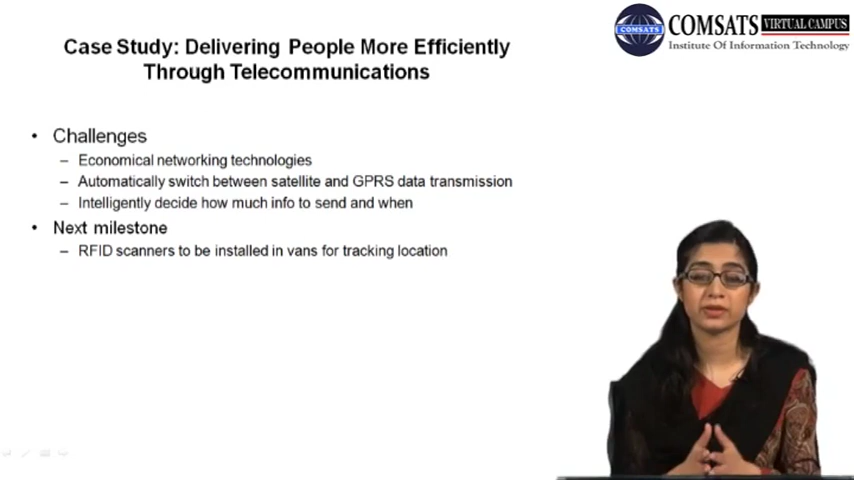 COMSATS VIRTUAL CAMPUS
COMSATS
Institute Of Information Technology
Case Study: Delivering People More Efficiently
Through Telecommunications
• Challenges
– Economical networking technologies
– Automatically switch between satellite and GPRS data transmission
– Intelligently decide how much info to send and when
• Next milestone
– RFID scanners to be installed in vans for tracking location